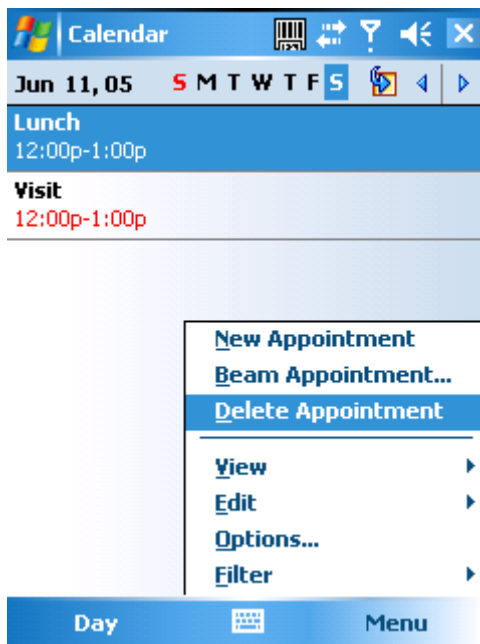 Calendar
Jun 11, 05 S M T W T F S
Lunch
12:00p-1:00p
Visit
12:00p-1:00p
New Appointment
Beam Appointment...
Delete Appointment
View
Edit
Options...
Filter
Day Menu